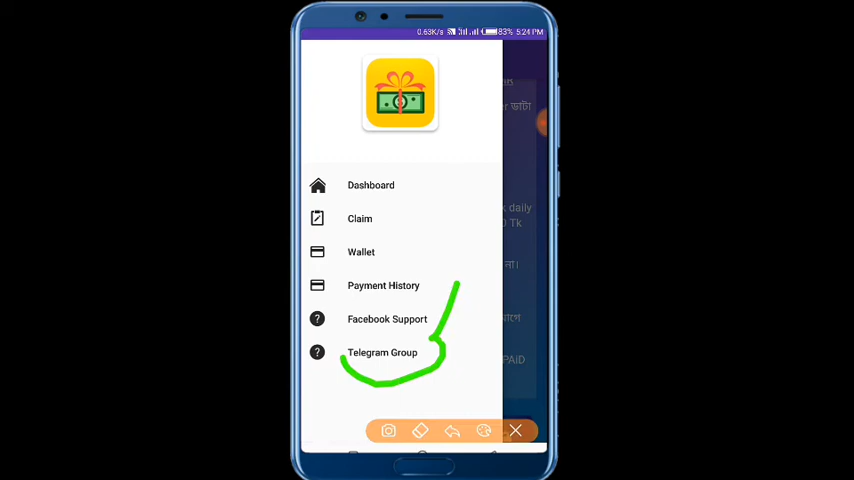 0.63K/s 83% 5:24 PM
ডাটা
Dashboard
k daily
Claim
0 Tk
Wallet
না।
Payment History
Facebook Support
Telegram Group
PAID